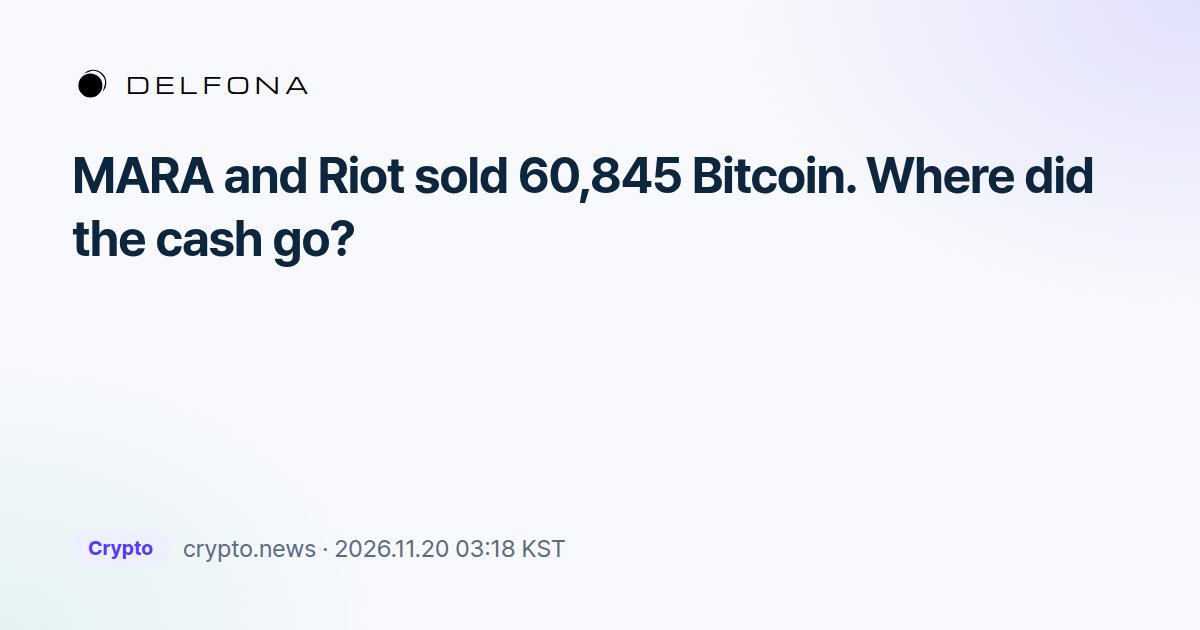 DELFONA
MARA and Riot sold 60,845 Bitcoin. Where did
the cash go?
Crypto crypto.news · 2026.11.20 03:18 KST